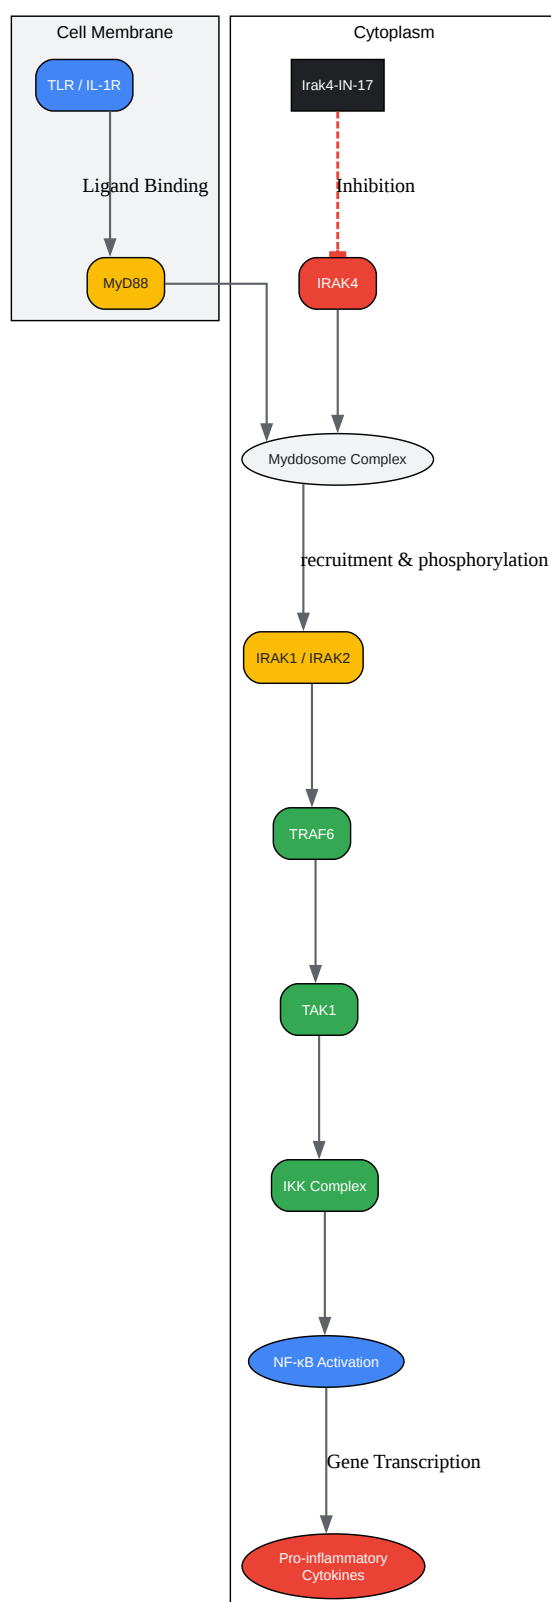 Cell Membrane
Cytoplasm
TLR / IL-1R
Irak4-IN-17
Ligand Binding
Inhibition
MyD88
IRAK4
Myddosome Complex
recruitment & phosphorylation
IRAK1 / IRAK2
TRAF6
TAK1
IKK Complex
NF-κB Activation
Gene Transcription
Pro-inflammatory
Cytokines